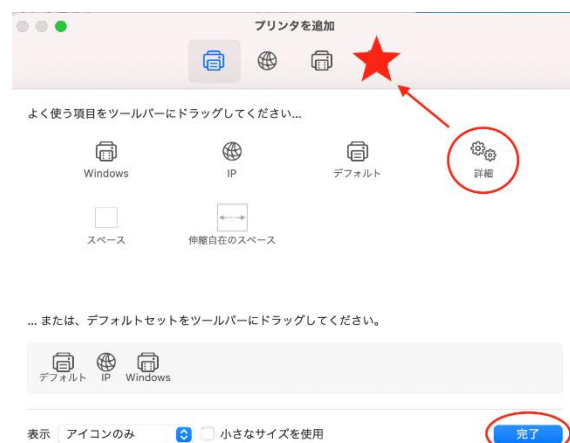 プリンタを追加
よく使う項目をツールバーにドラッグしてください...
Windows IP デフォルト 詳細
スペース 伸縮自在のスペース
... または、デフォルトセットをツールバーにドラッグしてください。
デフォルト IP Windows
表示 アイコンのみ 小さなサイズを使用 完了